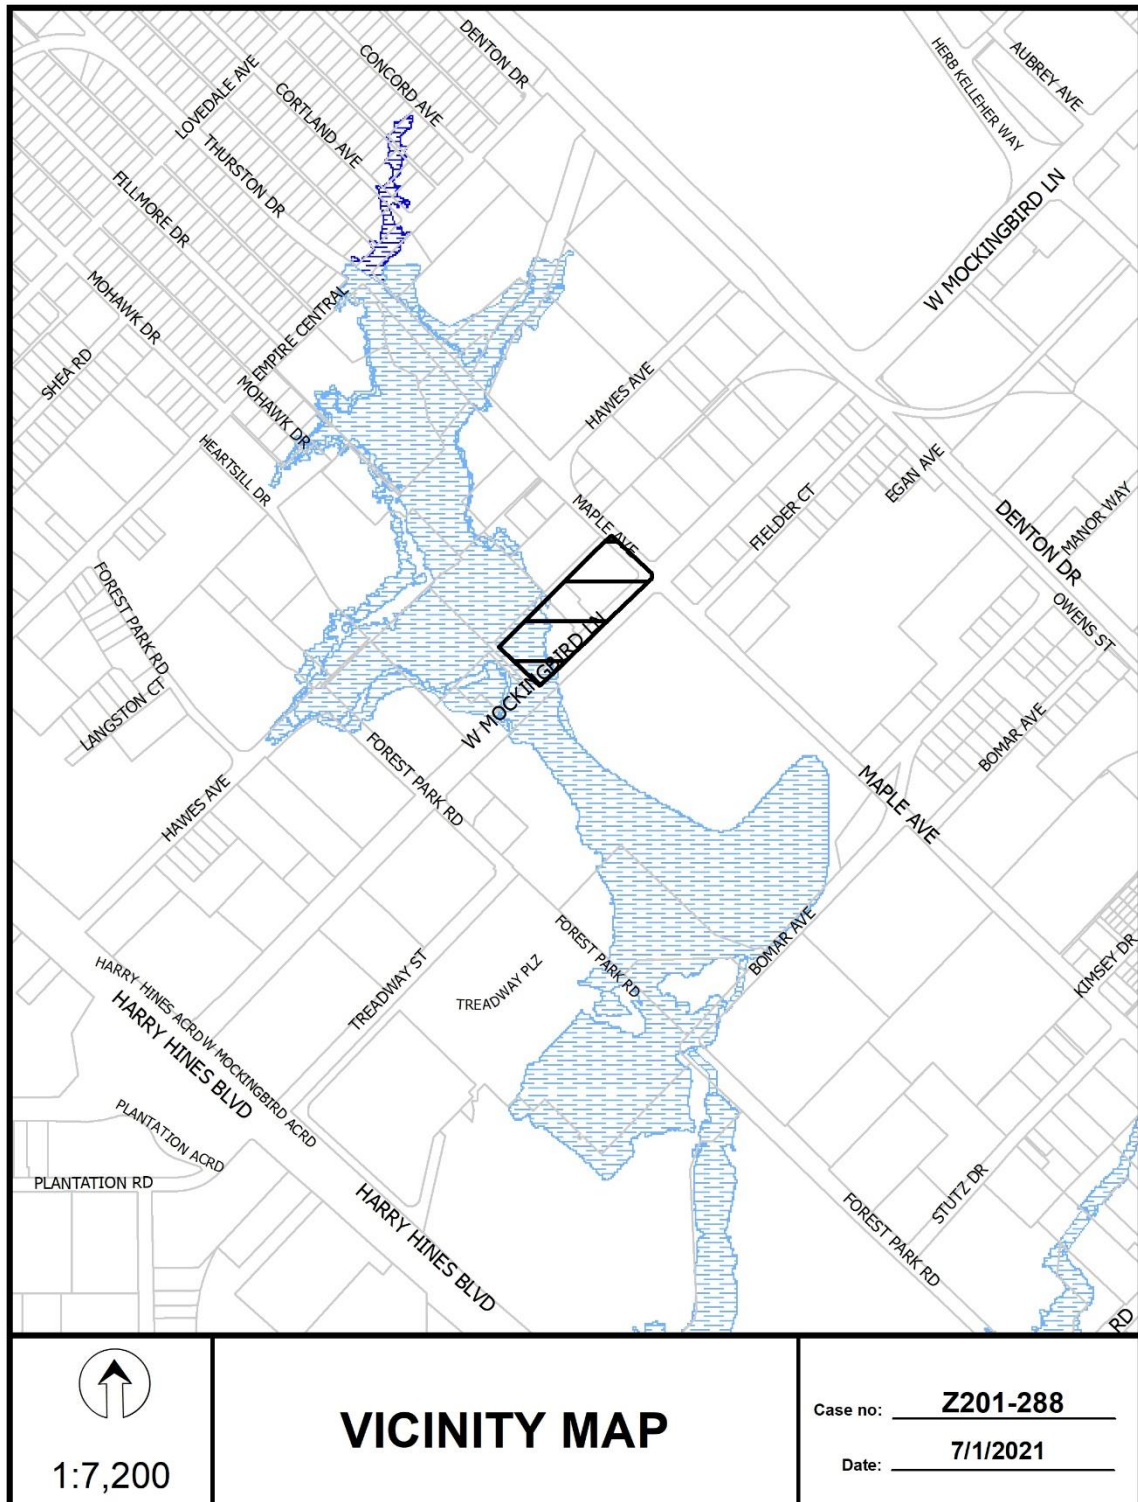 DENTON DR
HERB KELLEHER WAY
AUBREY AVE
CONCORD AVE
LOVEDALE AVE
CORTLAND AVE
THURSTON DR
FILLMORE DR
W MOCKINGBIRD LN
MOHAWK DR
EMPIRE CENTRAL
SHEA RD
MOHAWK DR
HAWES AVE
HEARTSILL DR
EGAN AVE
MAPLE AVE
FIELDER CT
DENTON DR
MANOR WAY
FOREST PARK RD
OWENS ST
W MOCKINGBIRD LN
LANGSTON CT
BOMAR AVE
FOREST PARK RD
HAWES AVE
MAPLE AVE
FOREST PARK RD
BOMAR AVE
KIMSEY DR
TREADWAY ST
TREADWAY PLZ
HARRY HINES ACRD
W MOCKINGBIRD ACRD
HARRY HINES BLVD
PLANTATION ACRD
PLANTATION RD
HARRY HINES BLVD
STUTZ DR
FOREST PARK RD
RD
1:7,200
VICINITY MAP
Case no: Z201-288
Date: 7/1/2021